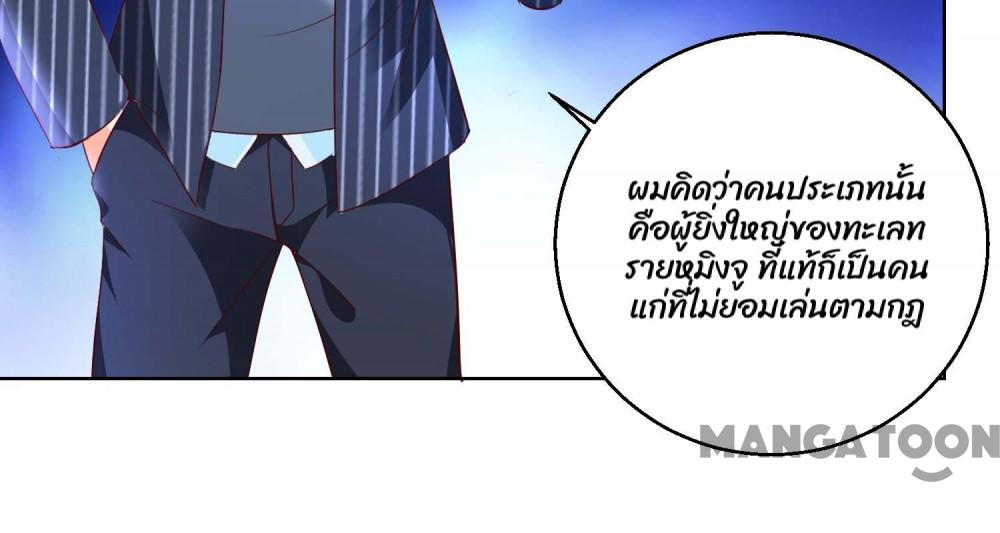 ผมคิดว่าคนประเภทนั้น
คือผู้ยิ่งใหญ่ของทะเลท
รายหมิงจู ที่แท้ก็เป็นคน
แก่ที่ไม่ยอมเล่นตามกฎ
MANGATOON